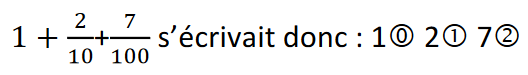 1 + 2/10 + 7/100 s’écrivait donc : 1⓪ 2① 7②